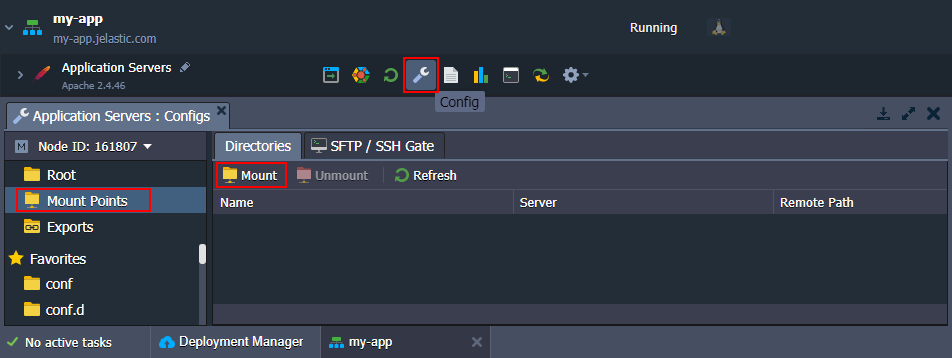 my-app
my-app.jelastic.com
Running
Application Servers
Apache 2.4.46
Config
Application Servers : Configs
M Node ID: 161807
Directories
SFTP / SSH Gate
Root
Mount
Unmount
Refresh
Mount Points
Name
Server
Remote Path
Exports
Favorites
conf
conf.d
No active tasks
Deployment Manager
my-app